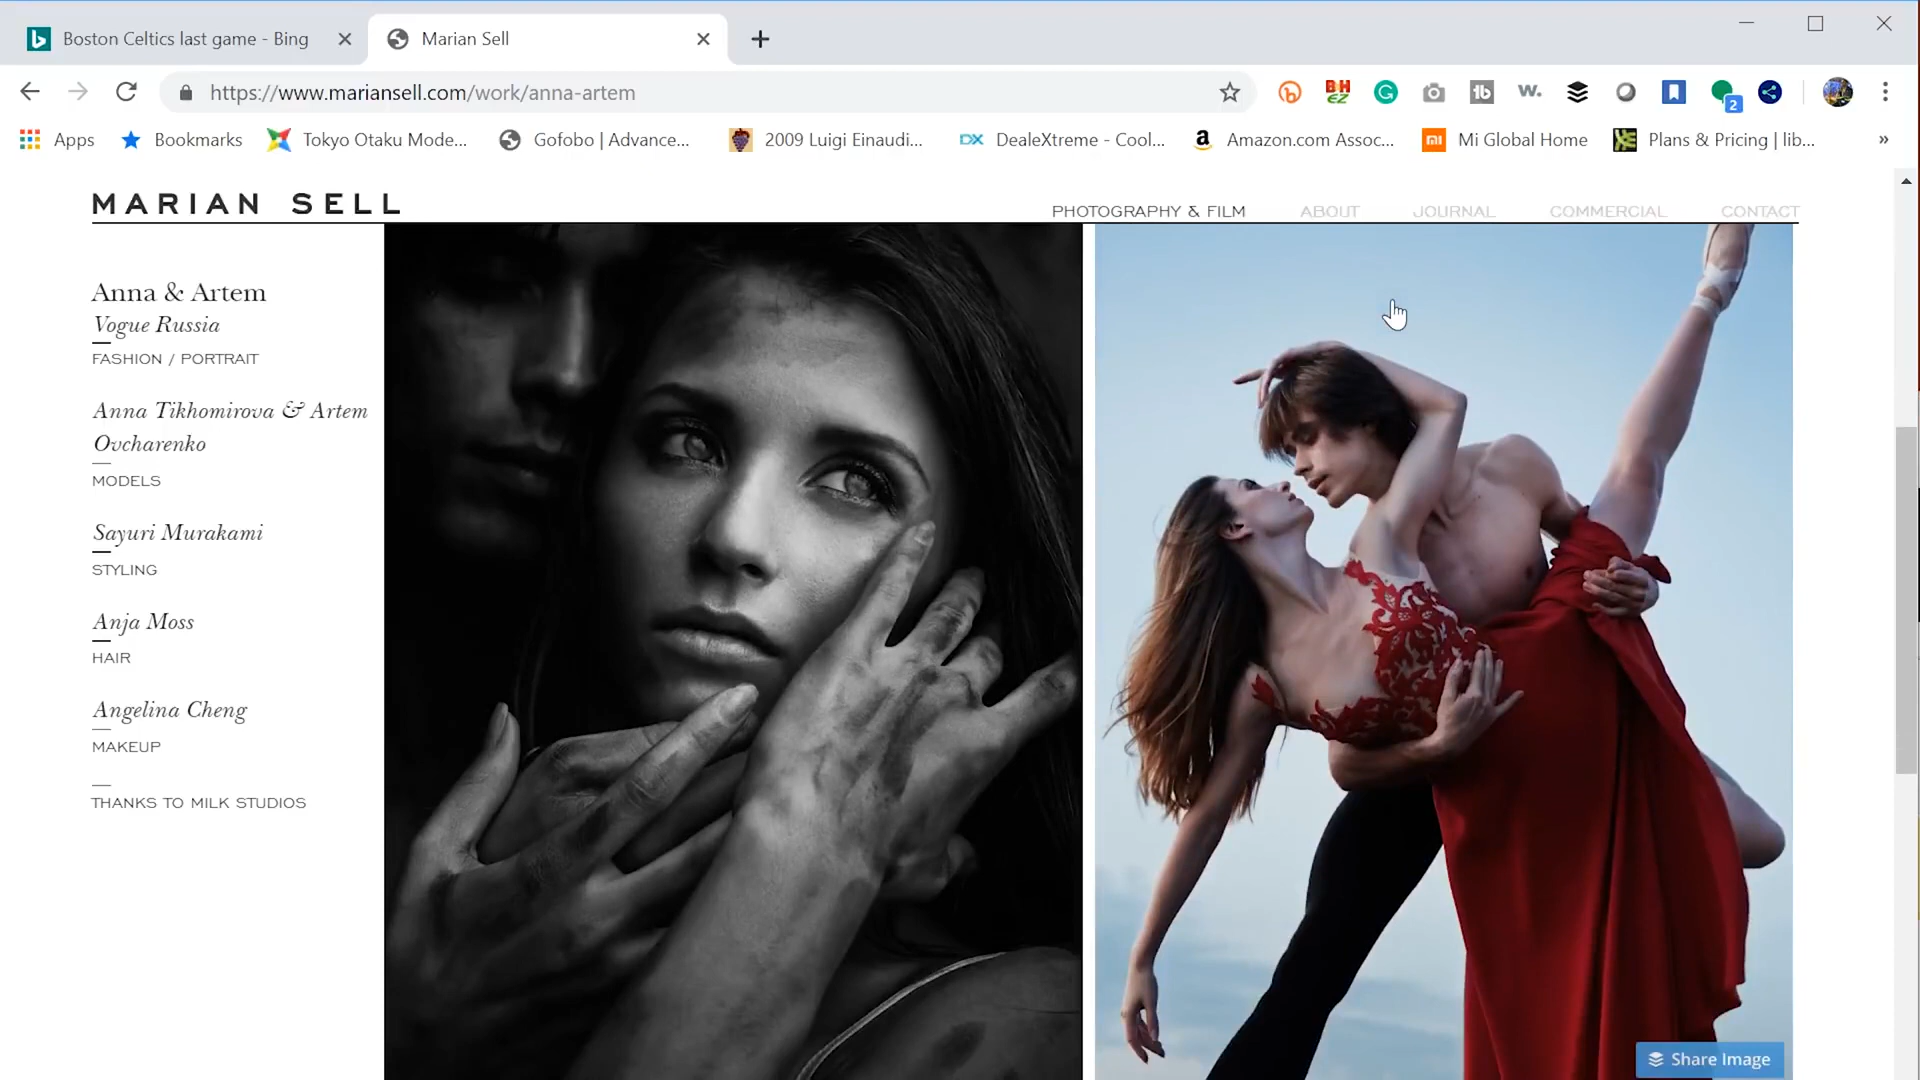 Boston Celtics last game - Bing
Marian Sell
https://www.mariansell.com/work/anna-artem
2
Apps
Bookmarks
Tokyo Otaku Mode...
Gofobo | Advance...
2009 Luigi Einaudi...
DX
DealeXtreme - Cool...
Amazon.com Assoc...
Mi Global Home
Plans & Pricing | lib...
MARIAN SELL
PHOTOGRAPHY & FILM
ABOUT
JOURNAL
COMMERCIAL
CONTACT
Anna & Artem
Vogue Russia
FASHION / PORTRAIT
Anna Tikhomirova & Artem
Ovcharenko
MODELS
Sayuri Murakami
STYLING
Anja Moss
HAIR
Angelina Cheng
MAKEUP
THANKS TO MILK STUDIOS
Share Image